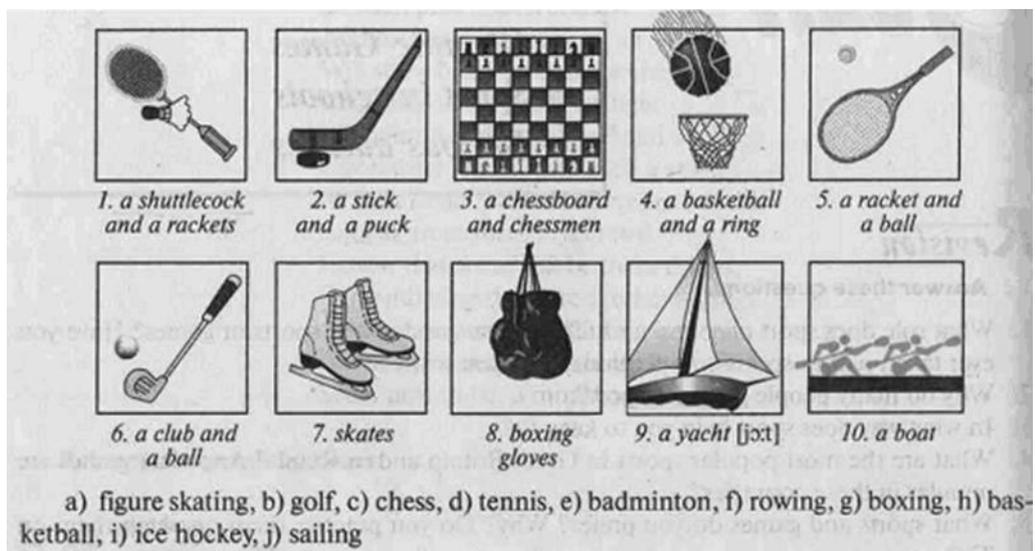 1. a shuttlecock
and a rackets
2. a stick
and a puck
3. a chessboard
and chessmen
4. a basketball
and a ring
5. a racket and
a ball
6. a club and
a ball
7. skates
8. boxing
gloves
9. a yacht [jɔ:t]
10. a boat
a) figure skating, b) golf, c) chess, d) tennis, e) badminton, f) rowing, g) boxing, h) bas-
ketball, i) ice hockey, j) sailing